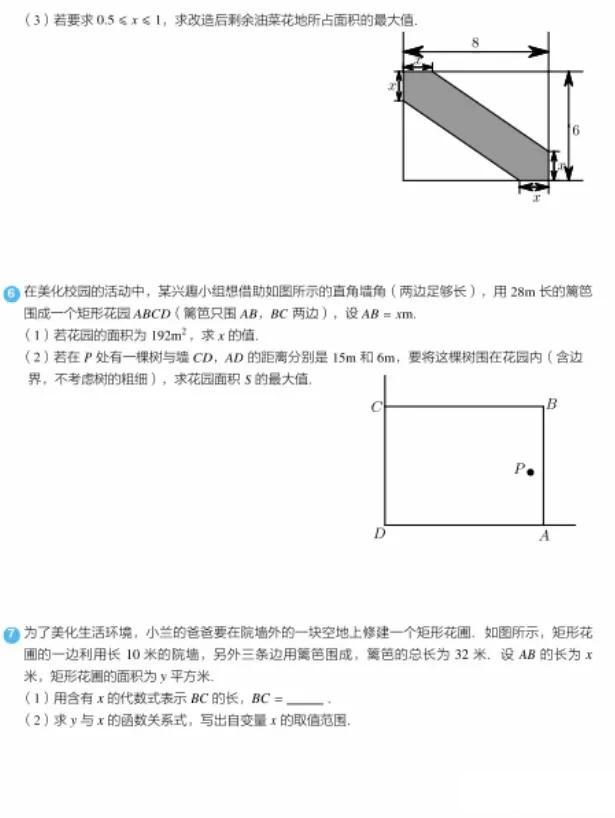 （3）若要求 0.5 ⩽ x ⩽ 1，求改造后剩余油菜花地所占面积的最大值.
8
x
x
6
x
x
6 在美化校园的活动中，某兴趣小组想借助如图所示的直角墙角（两边足够长），用 28m 长的篱笆
围成一个矩形花园 ABCD（篱笆只围 AB，BC 两边），设 AB = xm.
（1）若花园的面积为 192m²，求 x 的值.
（2）若在 P 处有一棵树与墙 CD，AD 的距离分别是 15m 和 6m，要将这棵树围在花园内（含边
界，不考虑树的粗细），求花园面积 S 的最大值.
C
B
P
D
A
7 为了美化生活环境，小兰的爸爸要在院墙外的一块空地上修建一个矩形花圃．如图所示，矩形花
圃的一边利用长 10 米的院墙，另外三条边用篱笆围成，篱笆的总长为 32 米．设 AB 的长为 x
米，矩形花圃的面积为 y 平方米.
（1）用含有 x 的代数式表示 BC 的长，BC = _____ .
（2）求 y 与 x 的函数关系式，写出自变量 x 的取值范围.